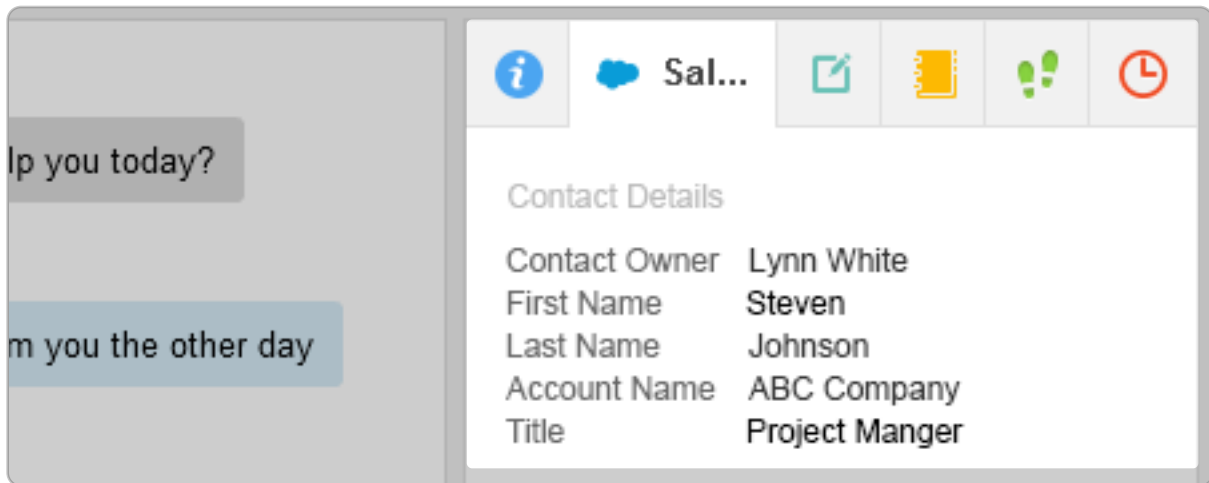 lp you today?
m you the other day
Sal...
Contact Details
Contact Owner Lynn White
First Name Steven
Last Name Johnson
Account Name ABC Company
Title Project Manger